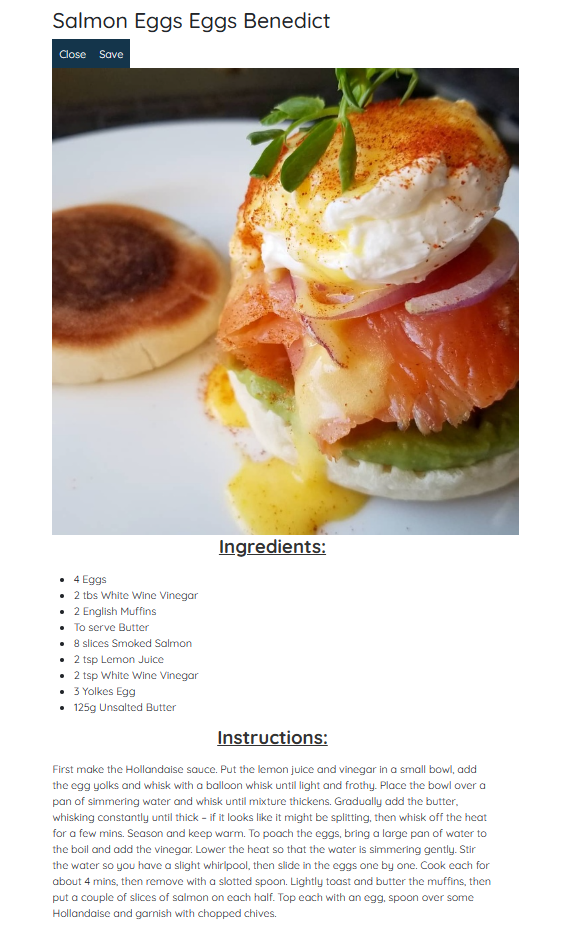 Salmon Eggs Eggs Benedict
Close Save
Ingredients:
4 Eggs
2 tbs White Wine Vinegar
2 English Muffins
To serve Butter
8 slices Smoked Salmon
2 tsp Lemon Juice
2 tsp White Wine Vinegar
3 Yolkes Egg
125g Unsalted Butter
Instructions:
First make the Hollandaise sauce. Put the lemon juice and vinegar in a small bowl, add
the egg yolks and whisk with a balloon whisk until light and frothy. Place the bowl over a
pan of simmering water and whisk until mixture thickens. Gradually add the butter,
whisking constantly until thick – if it looks like it might be splitting, then whisk off the heat
for a few mins. Season and keep warm. To poach the eggs, bring a large pan of water to
the boil and add the vinegar. Lower the heat so that the water is simmering gently. Stir
the water so you have a slight whirlpool, then slide in the eggs one by one. Cook each for
about 4 mins, then remove with a slotted spoon. Lightly toast and butter the muffins, then
put a couple of slices of salmon on each half. Top each with an egg, spoon over some
Hollandaise and garnish with chopped chives.